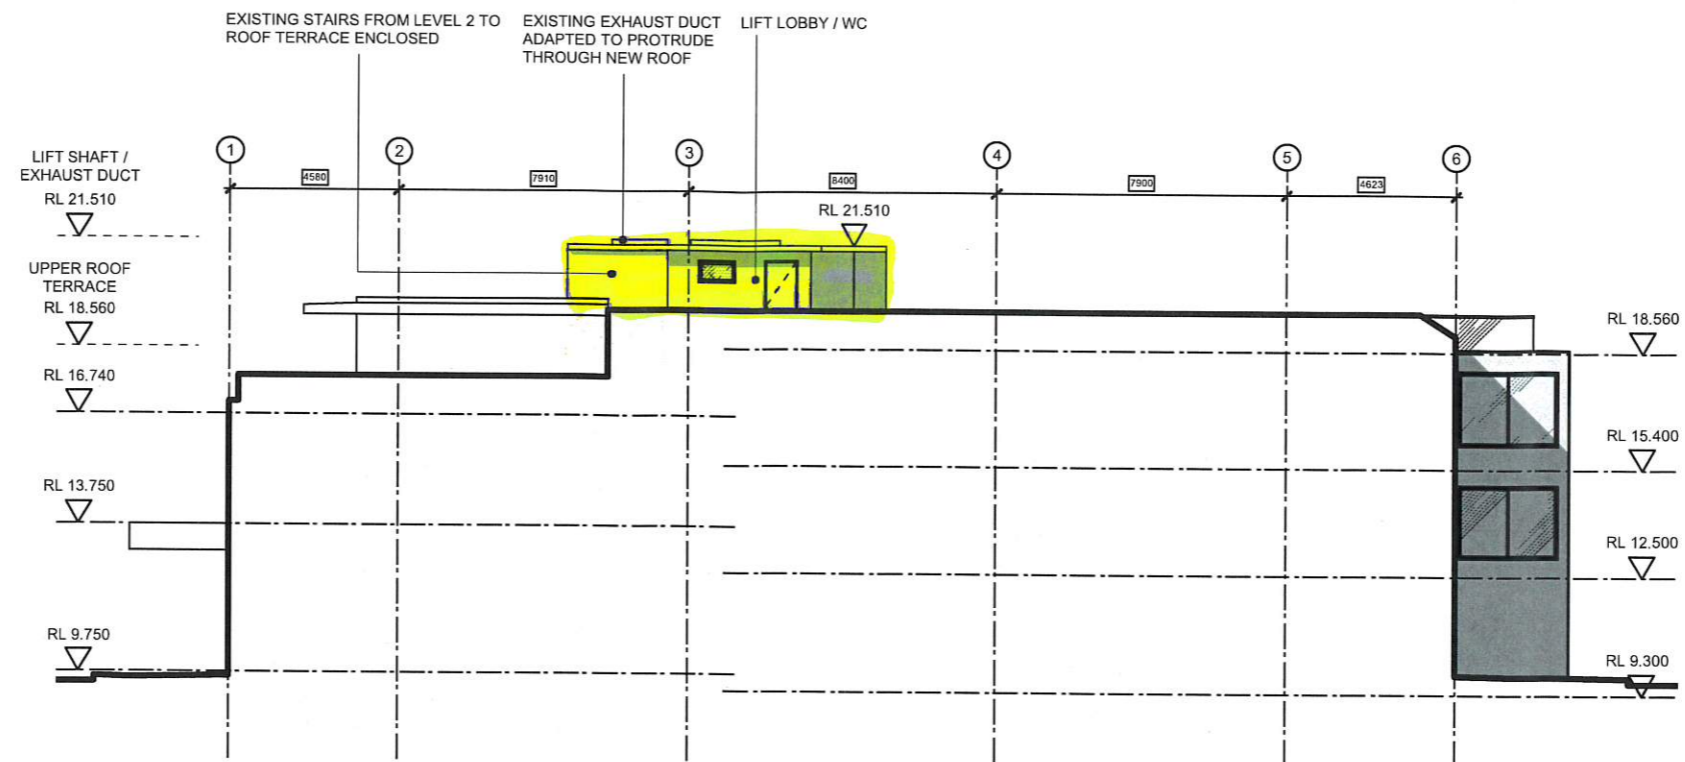 EXISTING STAIRS FROM LEVEL 2 TO
ROOF TERRACE ENCLOSED
EXISTING EXHAUST DUCT
ADAPTED TO PROTRUDE
THROUGH NEW ROOF
LIFT LOBBY / WC
1
2
3
4
5
6
4580
7910
8400
7900
4623
LIFT SHAFT /
EXHAUST DUCT
RL 21.510
RL 21.510
UPPER ROOF
TERRACE
RL 18.560
RL 16.740
RL 13.750
RL 9.750
RL 18.560
RL 15.400
RL 12.500
RL 9.300